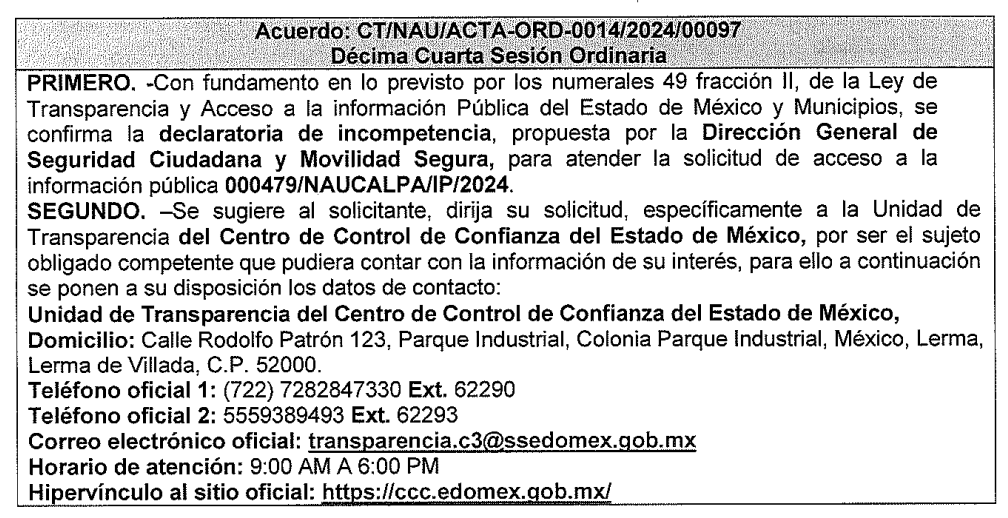 Acuerdo: CT/NAU/ACTA-ORD-0014/2024/00097
Décima Cuarta Sesión Ordinaria
PRIMERO. -Con fundamento en lo previsto por los numerales 49 fracción II, de la Ley de
Transparencia y Acceso a la información Pública del Estado de México y Municipios, se
confirma la declaratoria de incompetencia, propuesta por la Dirección General de
Seguridad Ciudadana y Movilidad Segura, para atender la solicitud de acceso a la
información pública 000479/NAUCALPA/IP/2024.
SEGUNDO. –Se sugiere al solicitante, dirija su solicitud, específicamente a la Unidad de
Transparencia del Centro de Control de Confianza del Estado de México, por ser el sujeto
obligado competente que pudiera contar con la información de su interés, para ello a continuación
se ponen a su disposición los datos de contacto:
Unidad de Transparencia del Centro de Control de Confianza del Estado de México,
Domicilio: Calle Rodolfo Patrón 123, Parque Industrial, Colonia Parque Industrial, México, Lerma,
Lerma de Villada, C.P. 52000.
Teléfono oficial 1: (722) 7282847330 Ext. 62290
Teléfono oficial 2: 5559389493 Ext. 62293
Correo electrónico oficial: transparencia.c3@ssedomex.gob.mx
Horario de atención: 9:00 AM A 6:00 PM
Hipervínculo al sitio oficial: https://ccc.edomex.gob.mx/